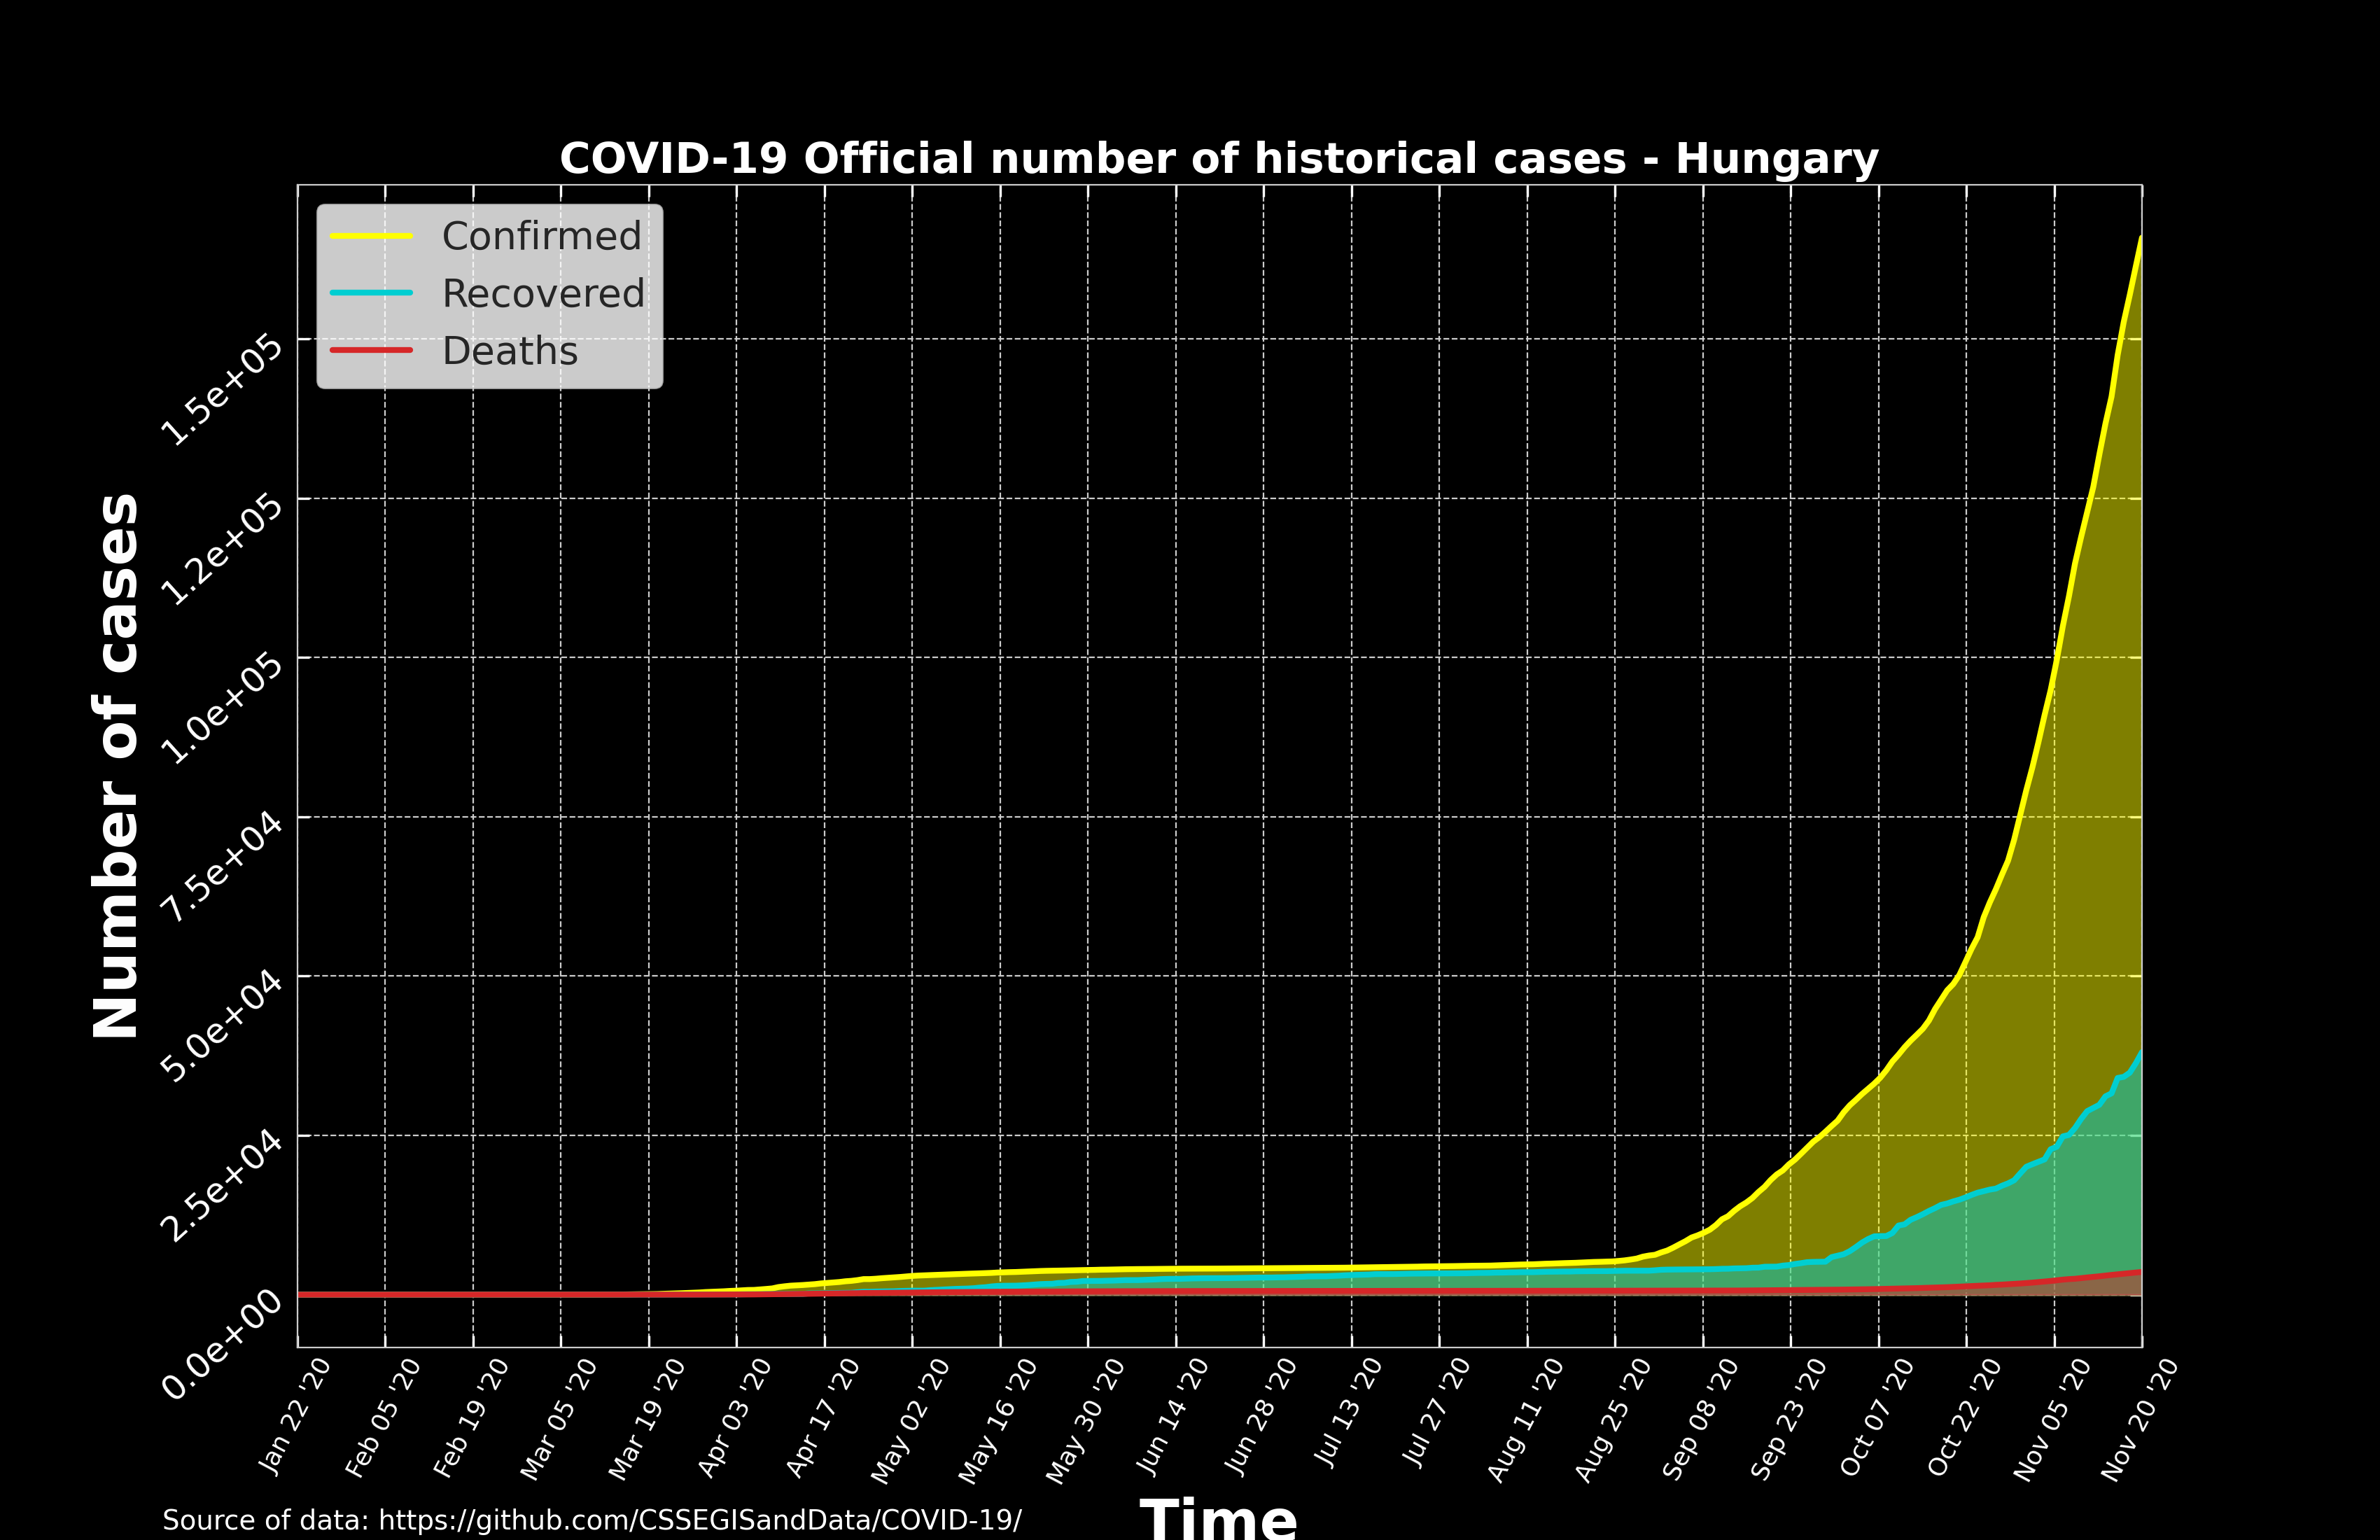 COVID-19 Official number of historical cases - Hungary
Confirmed
Recovered
Deaths
Number of cases
1.5e+05
1.2e+05
1.0e+05
7.5e+04
5.0e+04
2.5e+04
0.0e+00
Jan 22 '20
Feb 05 '20
Feb 19 '20
Mar 05 '20
Mar 19 '20
Apr 03 '20
Apr 17 '20
May 02 '20
May 16 '20
May 30 '20
Jun 14 '20
Jun 28 '20
Jul 13 '20
Jul 27 '20
Aug 11 '20
Aug 25 '20
Sep 08 '20
Sep 23 '20
Oct 07 '20
Oct 22 '20
Nov 05 '20
Nov 20 '20
Time
Source of data: https://github.com/CSSEGISandData/COVID-19/